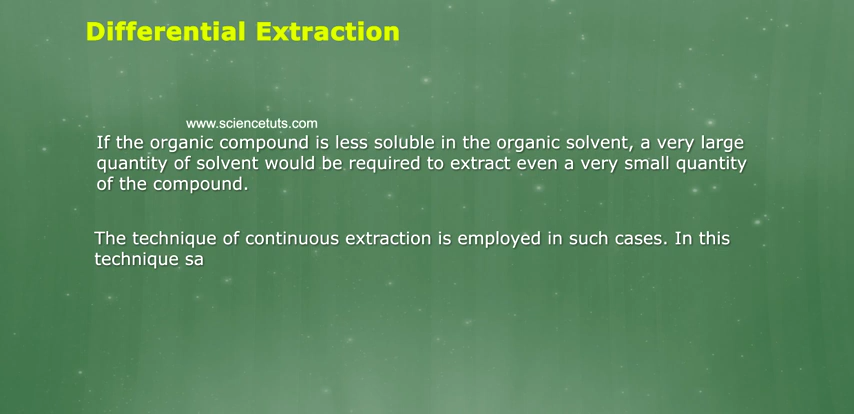 Differential Extraction
www.sciencetuts.com
If the organic compound is less soluble in the organic solvent, a very large
quantity of solvent would be required to extract even a very small quantity
of the compound.
The technique of continuous extraction is employed in such cases. In this
technique sa